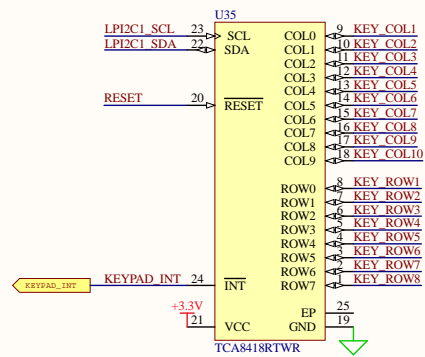 U35
LPI2C1_SCL 23 SCL COL0 9 KEY_COL1
LPI2C1_SDA 22 SDA COL1 10 KEY_COL2
COL2 11 KEY_COL3
COL3 12 KEY_COL4
COL4 13 KEY_COL5
RESET 20 RESET COL5 14 KEY_COL6
COL6 15 KEY_COL7
COL7 16 KEY_COL8
COL8 17 KEY_COL9
COL9 18 KEY_COL10
ROW0 8 KEY_ROW1
ROW1 7 KEY_ROW2
ROW2 6 KEY_ROW3
ROW3 5 KEY_ROW4
ROW4 4 KEY_ROW5
ROW5 3 KEY_ROW6
ROW6 2 KEY_ROW7
KEYPAD_INT KEYPAD_INT 24 INT ROW7 1 KEY_ROW8
+3.3V
EP 25
21 VCC GND 19
TCA8418RTWR